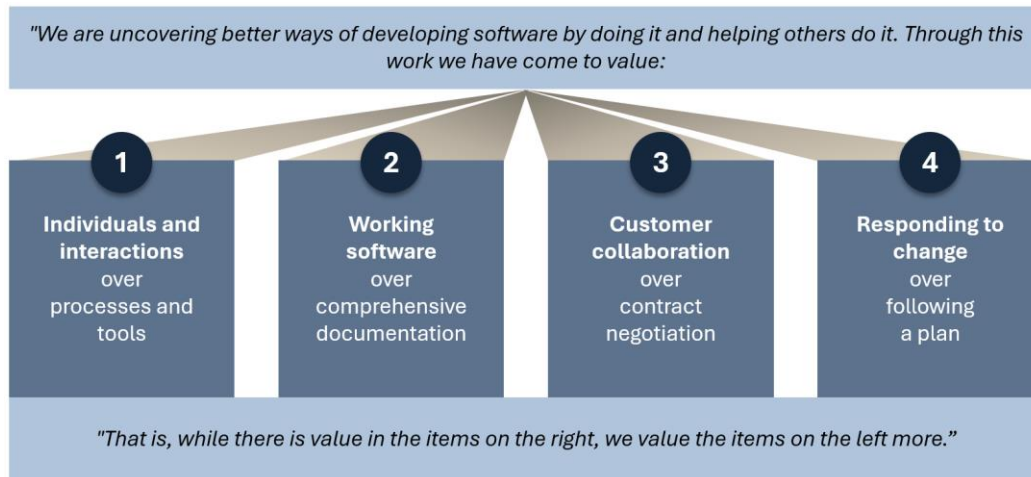 "We are uncovering better ways of developing software by doing it and helping others do it. Through this
work we have come to value:
1
Individuals and
interactions
over
processes and
tools
2
Working
software
over
comprehensive
documentation
3
Customer
collaboration
over
contract
negotiation
4
Responding to
change
over
following
a plan
"That is, while there is value in the items on the right, we value the items on the left more.”